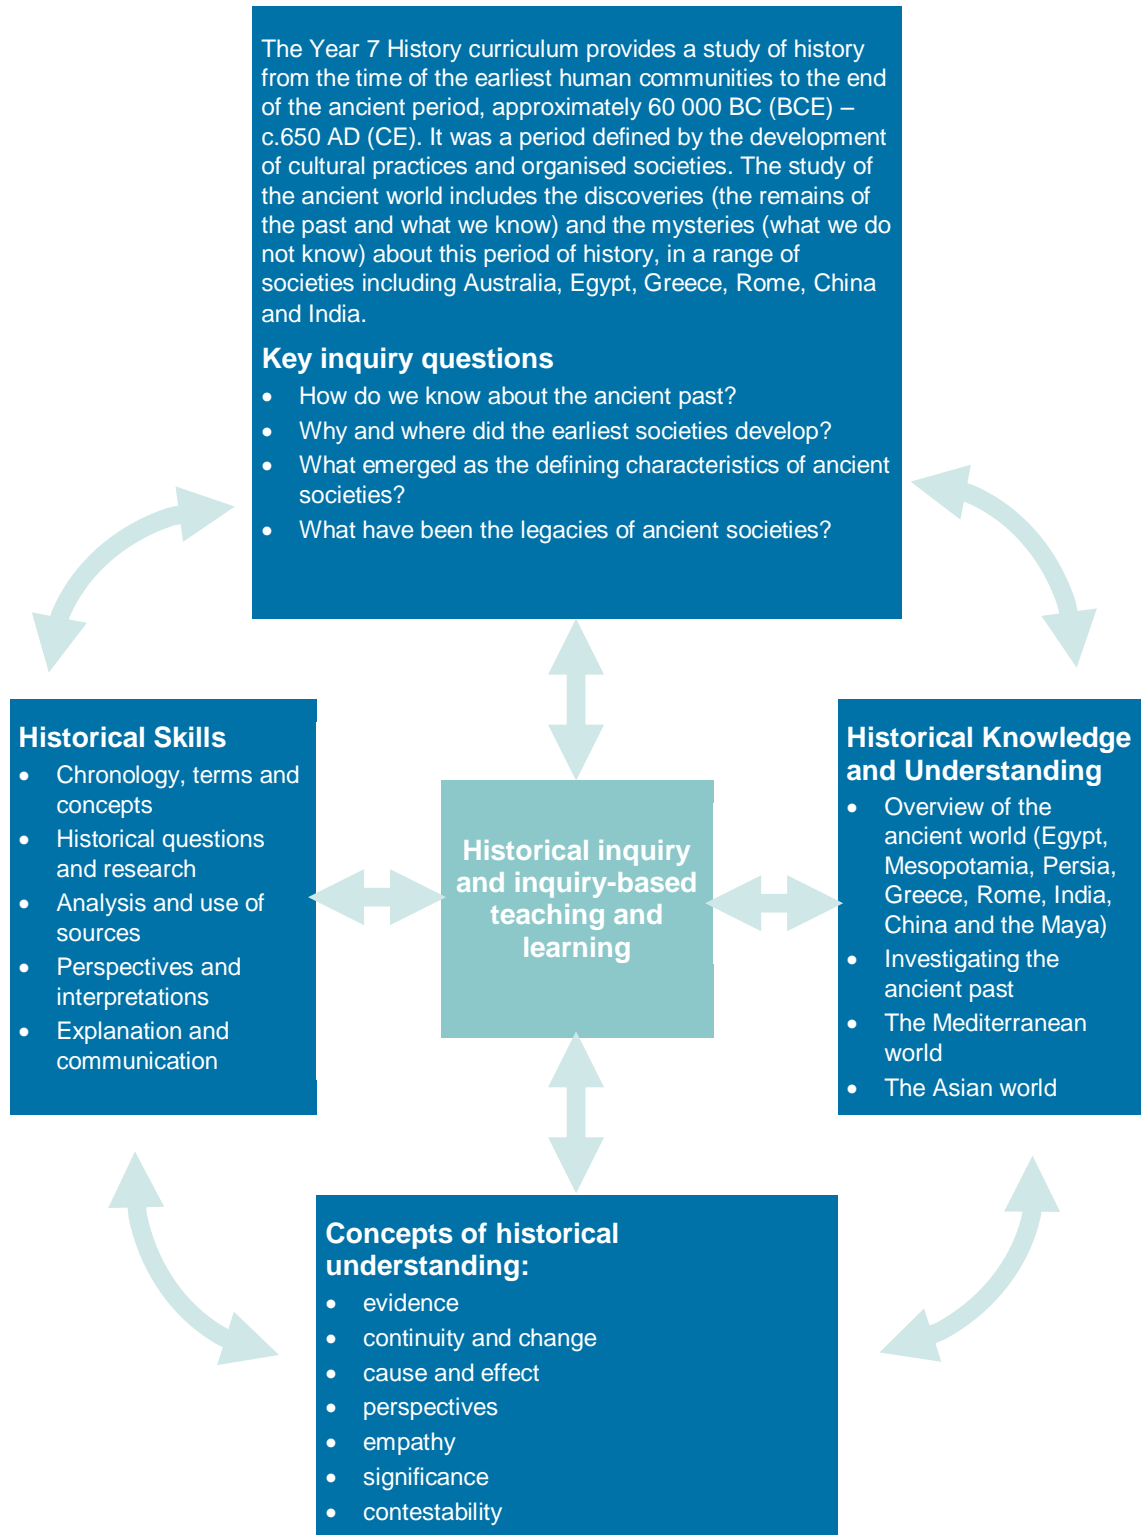 The Year 7 History curriculum provides a study of history
from the time of the earliest human communities to the end
of the ancient period, approximately 60 000 BC (BCE) –
c.650 AD (CE). It was a period defined by the development
of cultural practices and organised societies. The study of
the ancient world includes the discoveries (the remains of
the past and what we know) and the mysteries (what we do
not know) about this period of history, in a range of
societies including Australia, Egypt, Greece, Rome, China
and India.
Key inquiry questions
• How do we know about the ancient past?
• Why and where did the earliest societies develop?
• What emerged as the defining characteristics of ancient
societies?
• What have been the legacies of ancient societies?
Historical Skills
• Chronology, terms and
concepts
• Historical questions
and research
• Analysis and use of
sources
• Perspectives and
interpretations
• Explanation and
communication
Historical inquiry
and inquiry-based
teaching and
learning
Historical Knowledge
and Understanding
• Overview of the
ancient world (Egypt,
Mesopotamia, Persia,
Greece, Rome, India,
China and the Maya)
• Investigating the
ancient past
• The Mediterranean
world
• The Asian world
Concepts of historical
understanding:
• evidence
• continuity and change
• cause and effect
• perspectives
• empathy
• significance
• contestability